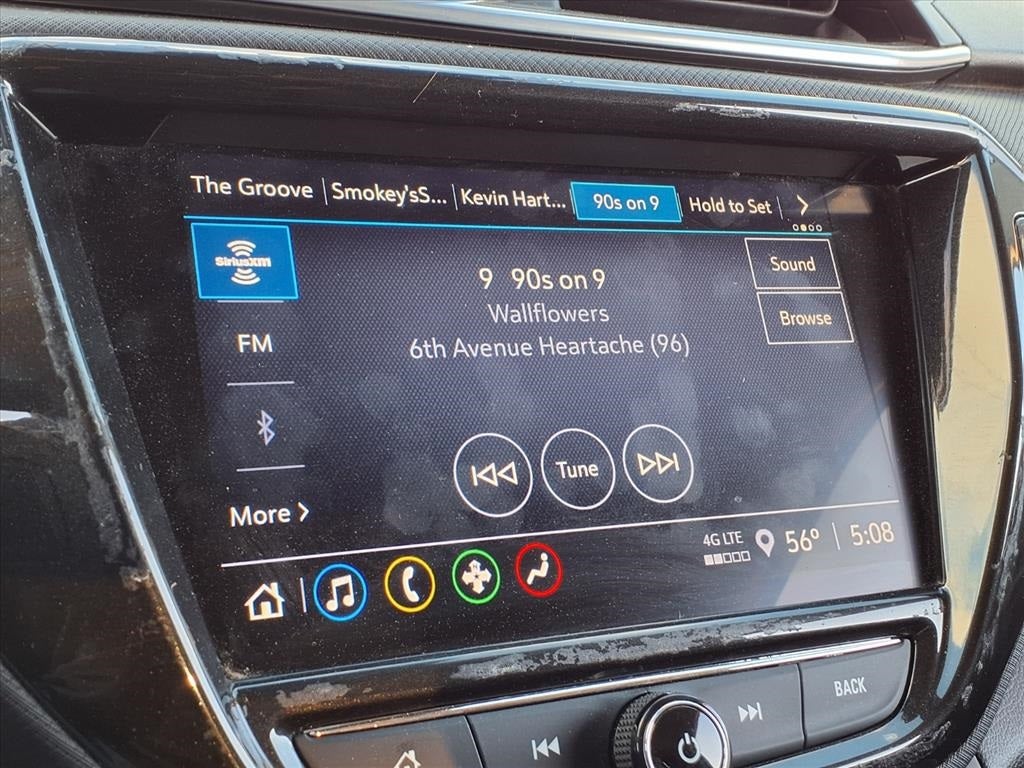 The Groove Smokey'sS... Kevin Hart... 90s on 9 Hold to Set
SiriusXM
9 90s on 9
Sound
Wallflowers
Browse
FM
6th Avenue Heartache (96)
Tune
More
4G LTE 56° 5:08
BACK